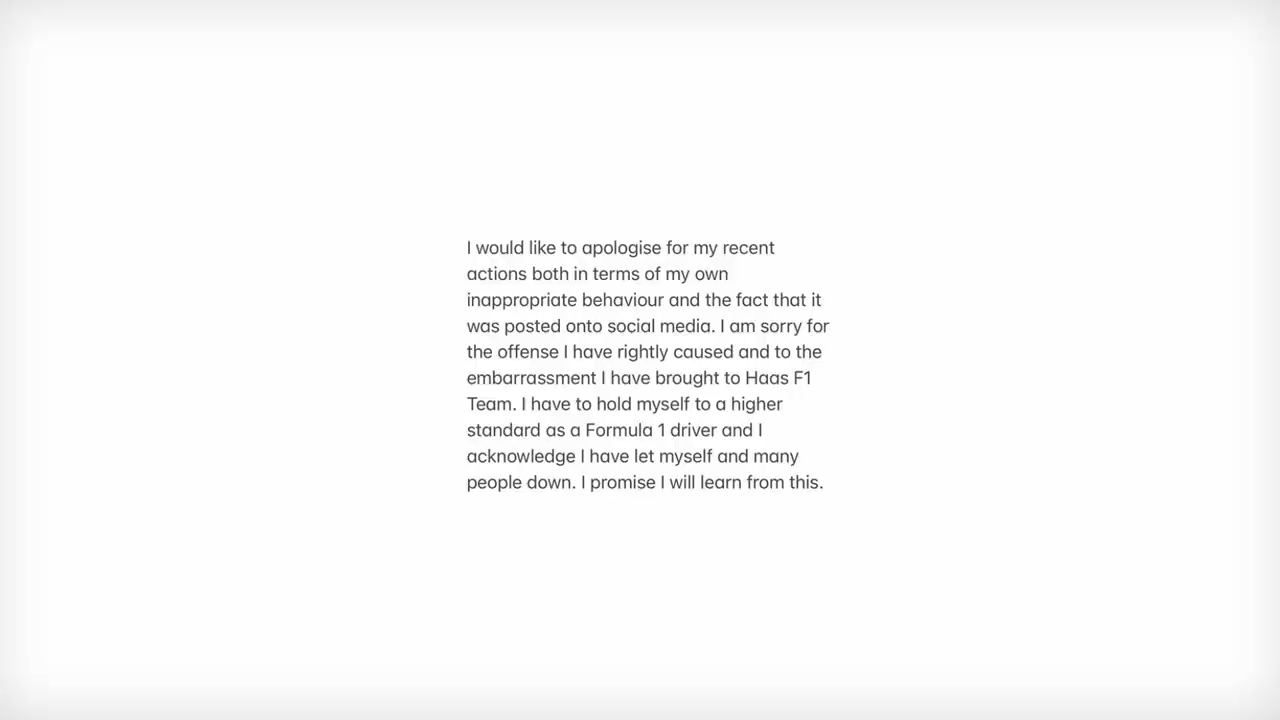 I would like to apologise for my recent
actions both in terms of my own
inappropriate behaviour and the fact that it
was posted onto social media. I am sorry for
the offense I have rightly caused and to the
embarrassment I have brought to Haas F1
Team. I have to hold myself to a higher
standard as a Formula 1 driver and I
acknowledge I have let myself and many
people down. I promise I will learn from this.